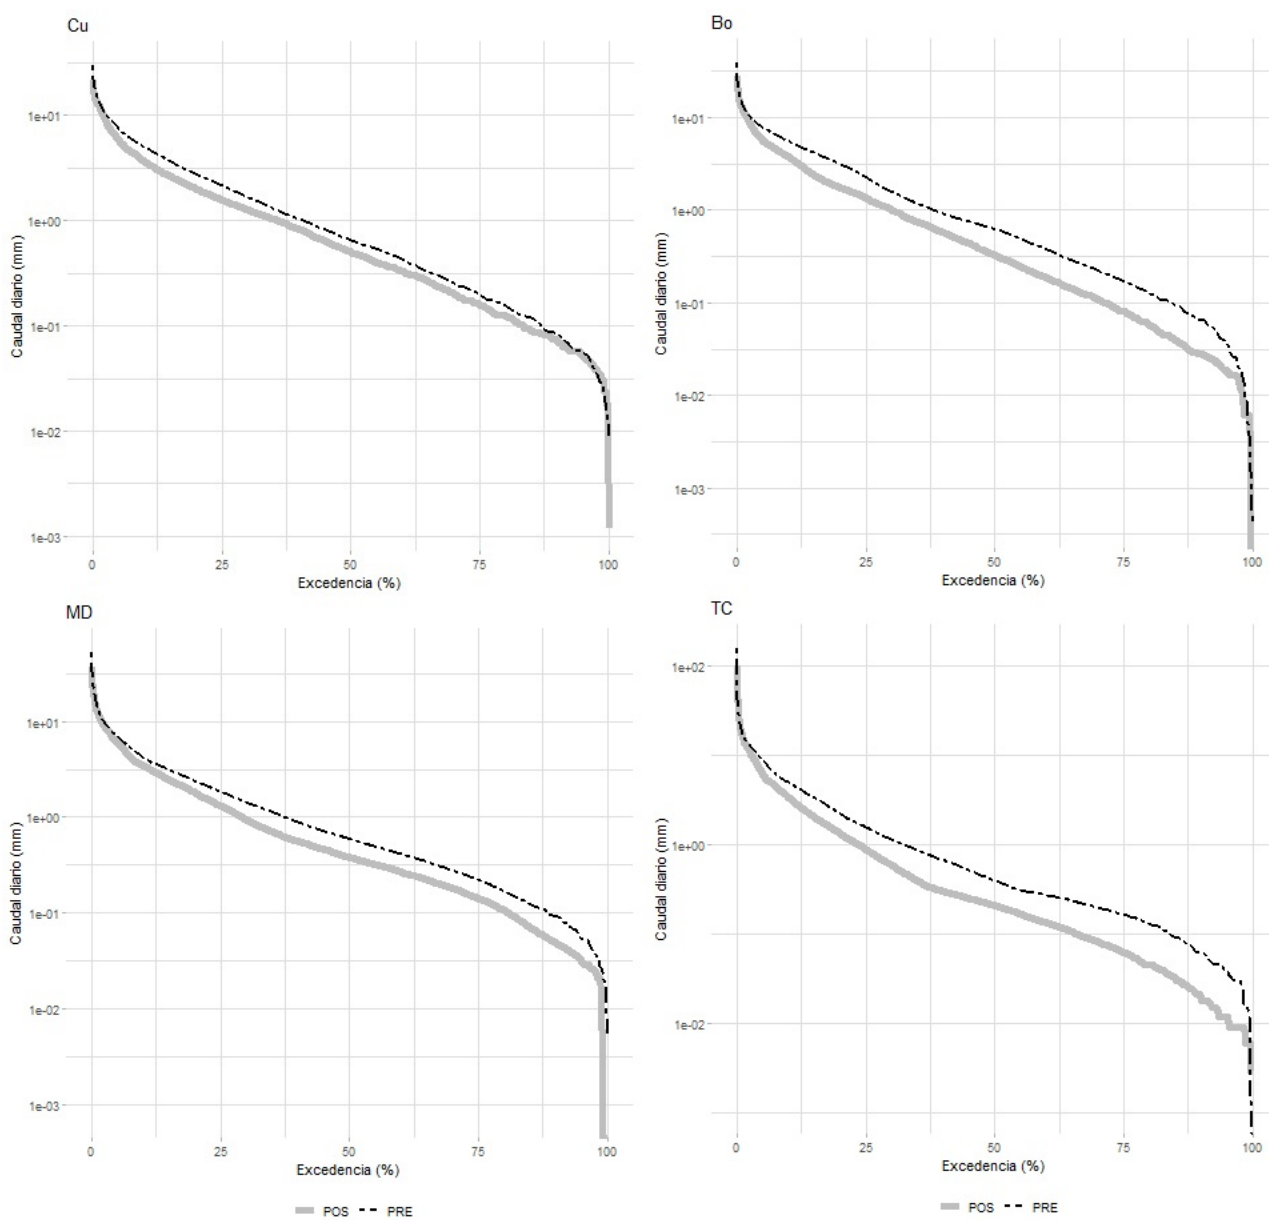 Cu
Caudal diario (mm)
1e+01
1e+00
1e-01
1e-02
1e-03
0 25 50 75 100
Excedencia (%)
Bo
Caudal diario (mm)
1e+01
1e+00
1e-01
1e-02
1e-03
0 25 50 75 100
Excedencia (%)
MD
Caudal diario (mm)
1e+01
1e+00
1e-01
1e-02
1e-03
0 25 50 75 100
Excedencia (%)
POS PRE
TC
Caudal diario (mm)
1e+02
1e+00
1e-02
0 25 50 75 100
Excedencia (%)
POS PRE